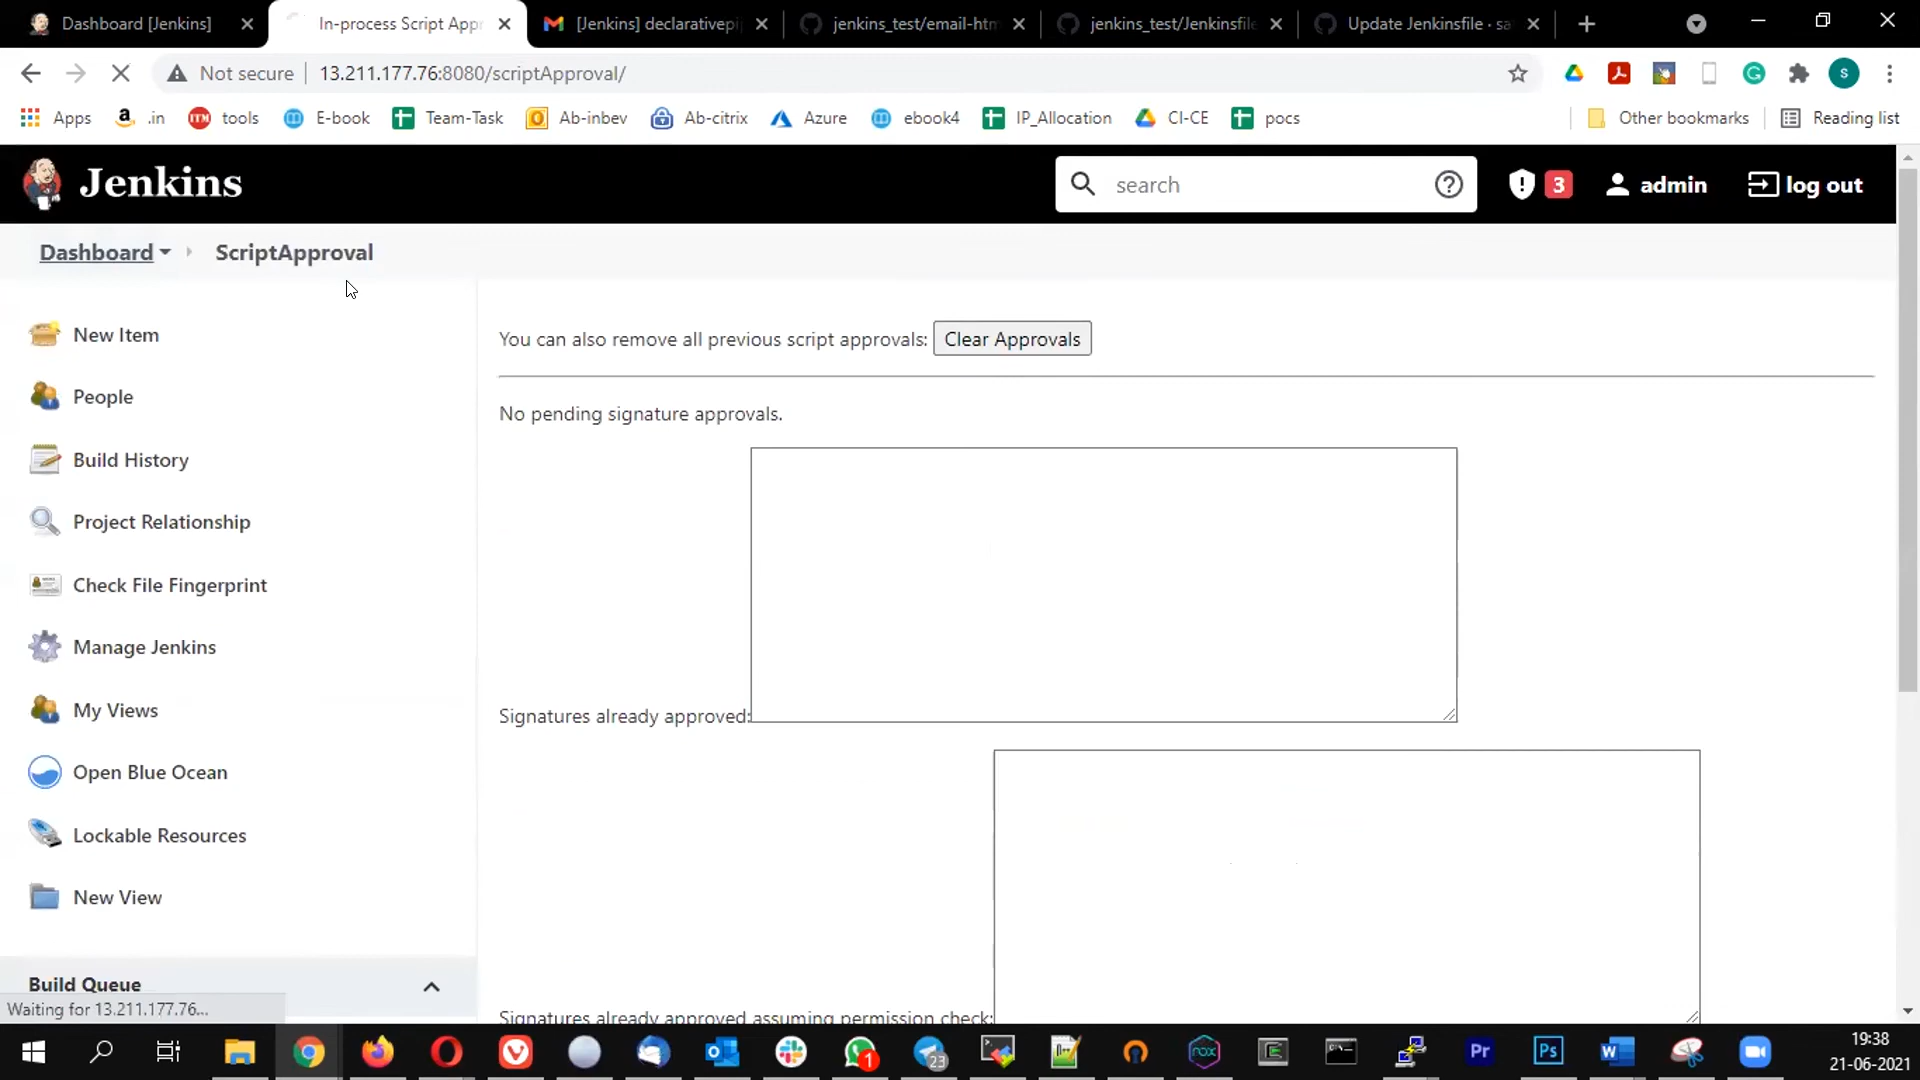 Dashboard [Jenkins]
In-process Script Appr
[Jenkins] declarativepi
jenkins_test/email-htm
jenkins_test/Jenkinsfile
Update Jenkinsfile · sa
Not secure
13.211.177.76:8080/scriptApproval/
S
Apps
.in
tools
E-book
Team-Task
Ab-inbev
Ab-citrix
Azure
ebook4
IP_Allocation
CI-CE
pocs
Other bookmarks
Reading list
Jenkins
search
3
admin
log out
Dashboard
ScriptApproval
New Item
People
Build History
Project Relationship
Check File Fingerprint
Manage Jenkins
My Views
Open Blue Ocean
Lockable Resources
New View
Build Queue
Waiting for 13.211.177.76...
You can also remove all previous script approvals:
Clear Approvals
No pending signature approvals.
Signatures already approved:
Signatures already approved assuming permission check:
1
23
nox
Pr
Ps
19:38
21-06-2021